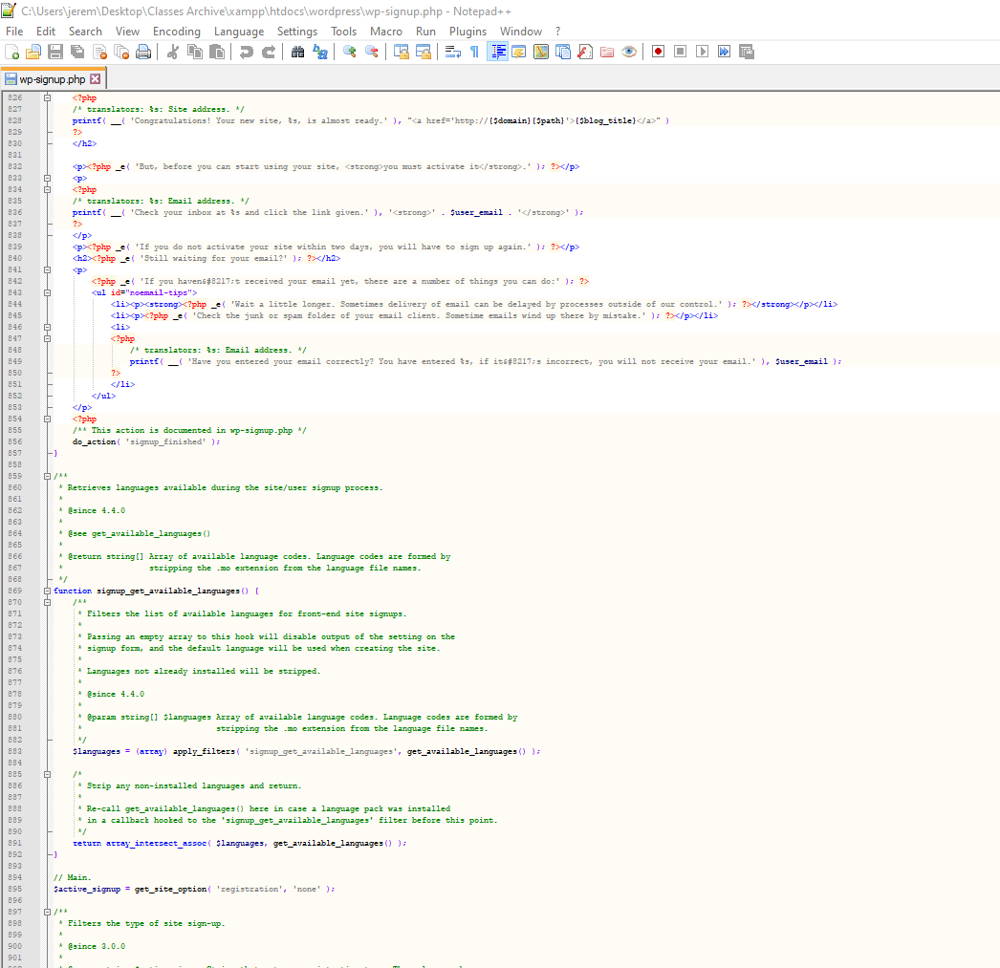 C:\Users\jerem\Desktop\Classes Archive\xampp\htdocs\wordpress\wp-signup.php - Notepad++
File Edit Search View Encoding Language Settings Tools Macro Run Plugins Window ?
wp-signup.php
826 <?php
827 /* translators: %s: Site address. */
828 printf( __( 'Congratulations! Your new site, %s, is almost ready.' ), "<a href='http://{$domain}{$path}'>{$blog_title}</a>" )
829 ?>
830 </h2>
831
832 <p><?php _e( 'But, before you can start using your site, <strong>you must activate it</strong>.' ); ?></p>
833 <p>
834 <?php
835 /* translators: %s: Email address. */
836 printf( __( 'Check your inbox at %s and click the link given.' ), '<strong>' . $user_email . '</strong>' );
837 ?>
838 </p>
839 <p><?php _e( 'If you do not activate your site within two days, you will have to sign up again.' ); ?></p>
840 <h2><?php _e( 'Still waiting for your email?' ); ?></h2>
841 <p>
842 <?php _e( 'If you haven&#8217;t received your email yet, there are a number of things you can do:' ); ?>
843 <ul id="noemail-tips">
844 <li><p><strong><?php _e( 'Wait a little longer. Sometimes delivery of email can be delayed by processes outside of our control.' ); ?></strong></p></li>
845 <li><p><?php _e( 'Check the junk or spam folder of your email client. Sometime emails wind up there by mistake.' ); ?></p></li>
846 <li>
847 <?php
848 /* translators: %s: Email address. */
849 printf( __( 'Have you entered your email correctly? You have entered %s, if it&#8217;s incorrect, you will not receive your email.' ), $user_email );
850 ?>
851 </li>
852 </ul>
853 </p>
854 <?php
855 /** This action is documented in wp-signup.php */
856 do_action( 'signup_finished' );
857 }
858
859 /**
860 * Retrieves languages available during the site/user signup process.
861 *
862 * @since 4.4.0
863 *
864 * @see get_available_languages()
865 *
866 * @return string[] Array of available language codes. Language codes are formed by
867 * stripping the .mo extension from the language file names.
868 */
869 function signup_get_available_languages() {
870 /**
871 * Filters the list of available languages for front-end site signups.
872 *
873 * Passing an empty array to this hook will disable output of the setting on the
874 * signup form, and the default language will be used when creating the site.
875 *
876 * Languages not already installed will be stripped.
877 *
878 * @since 4.4.0
879 *
880 * @param string[] $languages Array of available language codes. Language codes are formed by
881 * stripping the .mo extension from the language file names.
882 */
883 $languages = (array) apply_filters( 'signup_get_available_languages', get_available_languages() );
884
885 /*
886 * Strip any non-installed languages and return.
887 *
888 * Re-call get_available_languages() here in case a language pack was installed
889 * in a callback hooked to the 'signup_get_available_languages' filter before this point.
890 */
891 return array_intersect_assoc( $languages, get_available_languages() );
892 }
893
894 // Main.
895 $active_signup = get_site_option( 'registration', 'none' );
896
897 /**
898 * Filters the type of site sign-up.
899 *
900 * @since 3.0.0
901 *